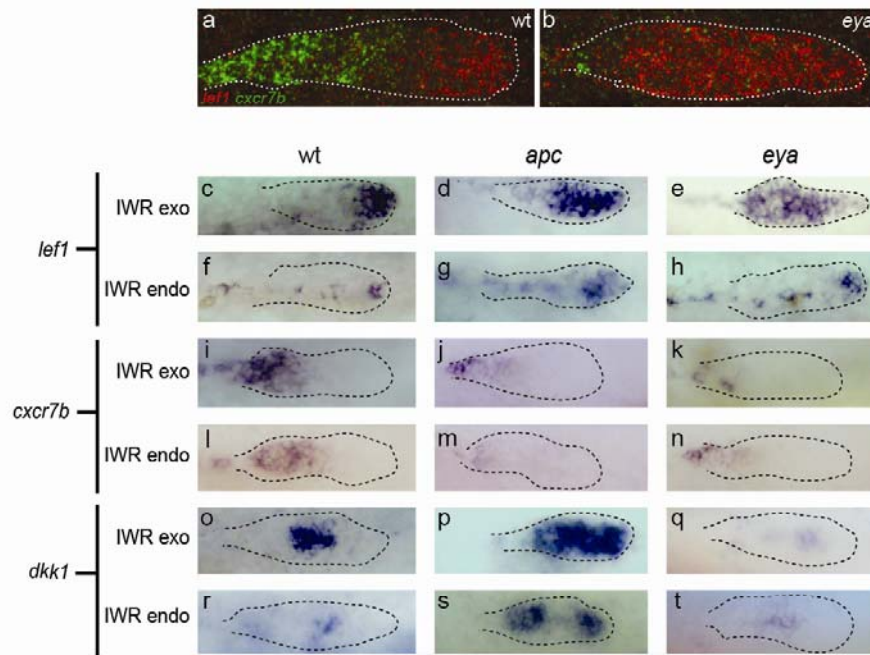 a wt
b eya
lef1 cxcr7b
wt apc eya
lef1
IWR exo
c d e
IWR endo
f g h
cxcr7b
IWR exo
i j k
IWR endo
l m n
dkk1
IWR exo
o p q
IWR endo
r s t